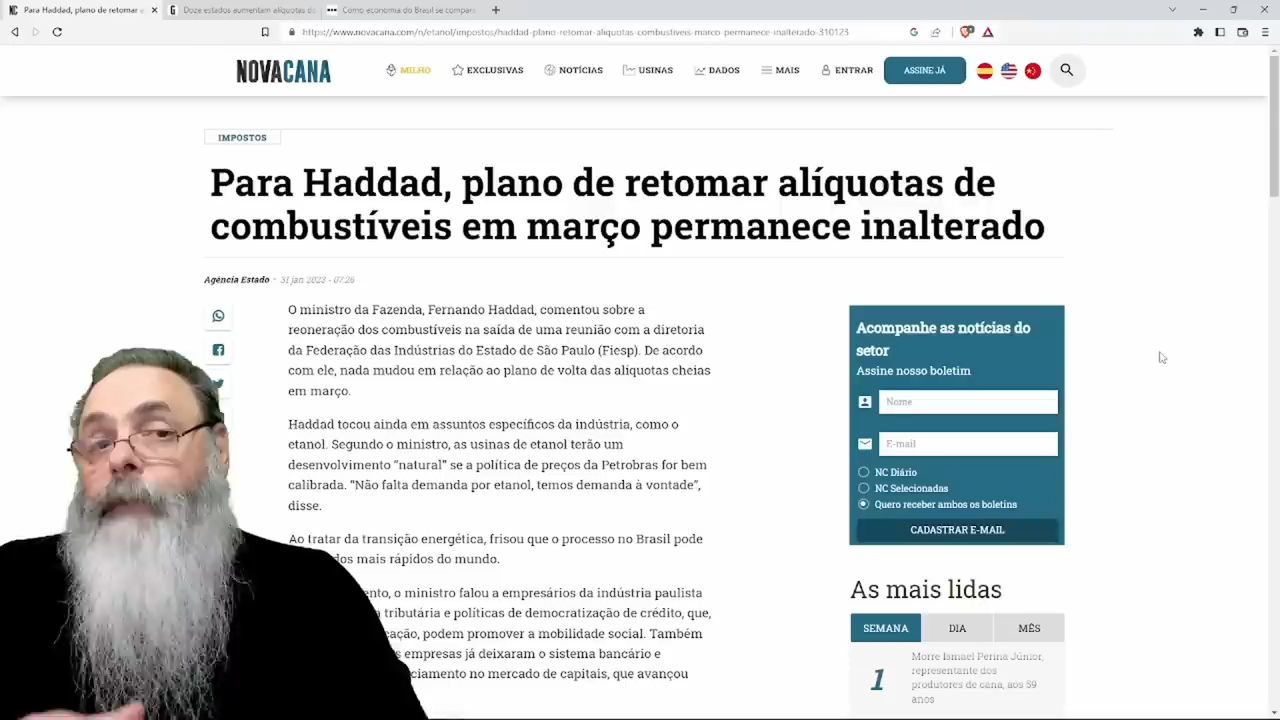 Para Haddad, plano de retomar
Doze estados aumentam alíquotas d
Como economia do Brasil se compar
https://www.novacana.com/n/etanol/impostos/haddad-plano-retomar-aliquotas-combustiveis-marco-permanece-inalterado-310123
NOVACANA
MILHO
EXCLUSIVAS
NOTÍCIAS
USINAS
DADOS
MAIS
ENTRAR
ASSINE JÁ
IMPOSTOS
Para Haddad, plano de retomar alíquotas de
combustíveis em março permanece inalterado
Agência Estado - 31 jan 2023 - 07:26
O ministro da Fazenda, Fernando Haddad, comentou sobre a
reoneração dos combustíveis na saída de uma reunião com a diretoria
da Federação das Indústrias do Estado de São Paulo (Fiesp). De acordo
com ele, nada mudou em relação ao plano de volta das alíquotas cheias
em março.
Haddad tocou ainda em assuntos específicos da indústria, como o
etanol. Segundo o ministro, as usinas de etanol terão um
desenvolvimento “natural” se a política de preços da Petrobras for bem
calibrada. “Não falta demanda por etanol, temos demanda à vontade”,
disse.
Ao tratar da transição energética, frisou que o processo no Brasil pode
dos mais rápidos do mundo.
ento, o ministro falou a empresários da indústria paulista
a tributária e políticas de democratização de crédito, que,
cação, podem promover a mobilidade social. Também
s empresas já deixaram o sistema bancário e
ciamento no mercado de capitais, que avançou
Acompanhe as notícias do
setor
Assine nosso boletim
Nome
E-mail
NC Diário
NC Selecionadas
Quero receber ambos os boletins
CADASTRAR E-MAIL
As mais lidas
SEMANA
DIA
MÊS
1
Morre Ismael Perina Júnior,
representante dos
produtores de cana, aos 59
anos